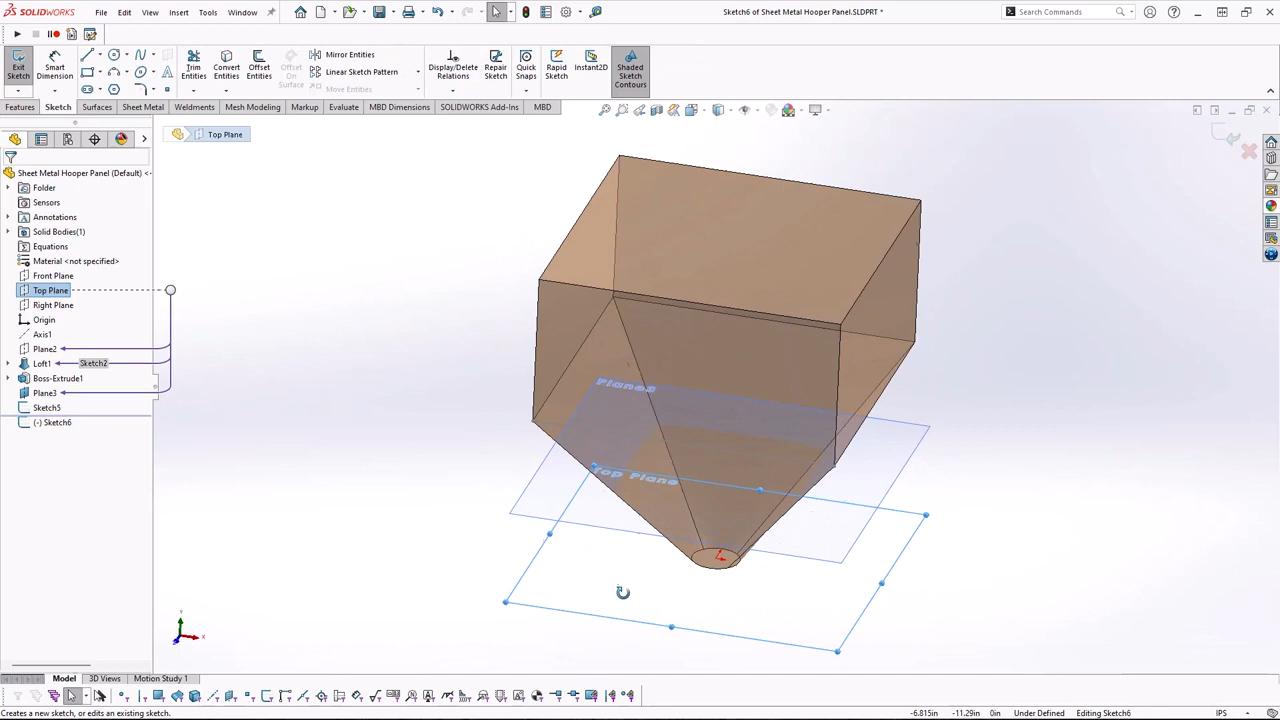 SOLIDWORKS File Edit View Insert Tools Window Sketch6 of Sheet Metal Hooper Panel.SLDPRT * Search Commands
Exit Sketch Smart Dimension Trim Entities Convert Entities Offset Entities Offset On Surface Mirror Entities Linear Sketch Pattern Move Entities Display/Delete Relations Repair Sketch Quick Snaps Rapid Sketch Instant2D Shaded Sketch Contours
Features Sketch Surfaces Sheet Metal Weldments Mesh Modeling Markup Evaluate MBD Dimensions SOLIDWORKS Add-Ins MBD
Top Plane
Sheet Metal Hooper Panel (Default) <
Folder
Sensors
Annotations
Solid Bodies(1)
Equations
Material <not specified>
Front Plane
Top Plane
Right Plane
Origin
Axis1
Plane2
Loft1 Sketch2
Boss-Extrude1
Plane3
Sketch5
(-) Sketch6
Top Plane
Y
X
Z
Model 3D Views Motion Study 1
Creates a new sketch, or edits an existing sketch. -6.815in -11.29in 0in Under Defined Editing Sketch6 IPS